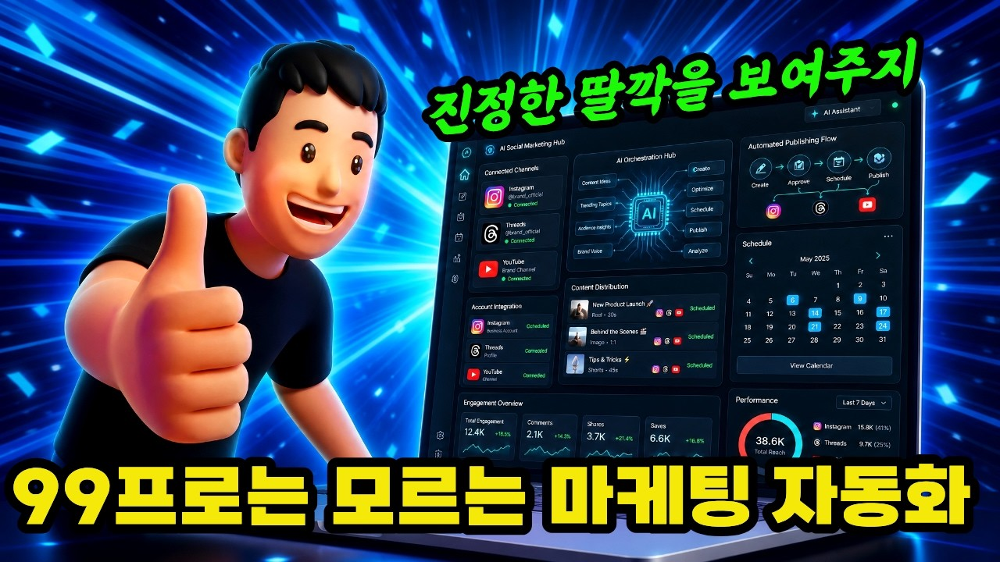 진정한 딸깍을 보여주지
AI Assistant
AI Social Marketing Hub
Connected Channels
Instagram
@brand_official
Connected
Threads
@brand_official
Connected
YouTube
Brand Channel
Connected
AI Orchestration Hub
Content Ideas
Trending Topics
Audience Insights
Brand Voice
AI
Create
Optimize
Schedule
Publish
Analyze
Automated Publishing Flow
Create
Approve
Schedule
Publish
Schedule
May 2025
Su Mo Tu We Th Fr Sa
1 2 3
4 5 6 7 8 9 10
11 12 13 14 15 16 17
18 19 20 21 22 23 24
25 26 27 28 29 30 31
View Calendar
Account Integration
Instagram
Business Account
Threads
Profile
YouTube
Channel
Content Distribution
New Product Launch 🚀
Reel • 30s
Scheduled
Behind the Scenes 🎬
Image • 1:1
Scheduled
Tips & Tricks ⚡
Shorts • 45s
Scheduled
Engagement Overview
Total Engagement
12.4K +18.5%
Comments
2.1K +14.3%
Shares
3.7K +21.4%
Saves
6.6K +16.8%
Performance
Last 7 Days
38.6K
Total Reach
Instagram 15.8K (41%)
Threads 9.7K (25%)
99프로는 모르는 마케팅 자동화